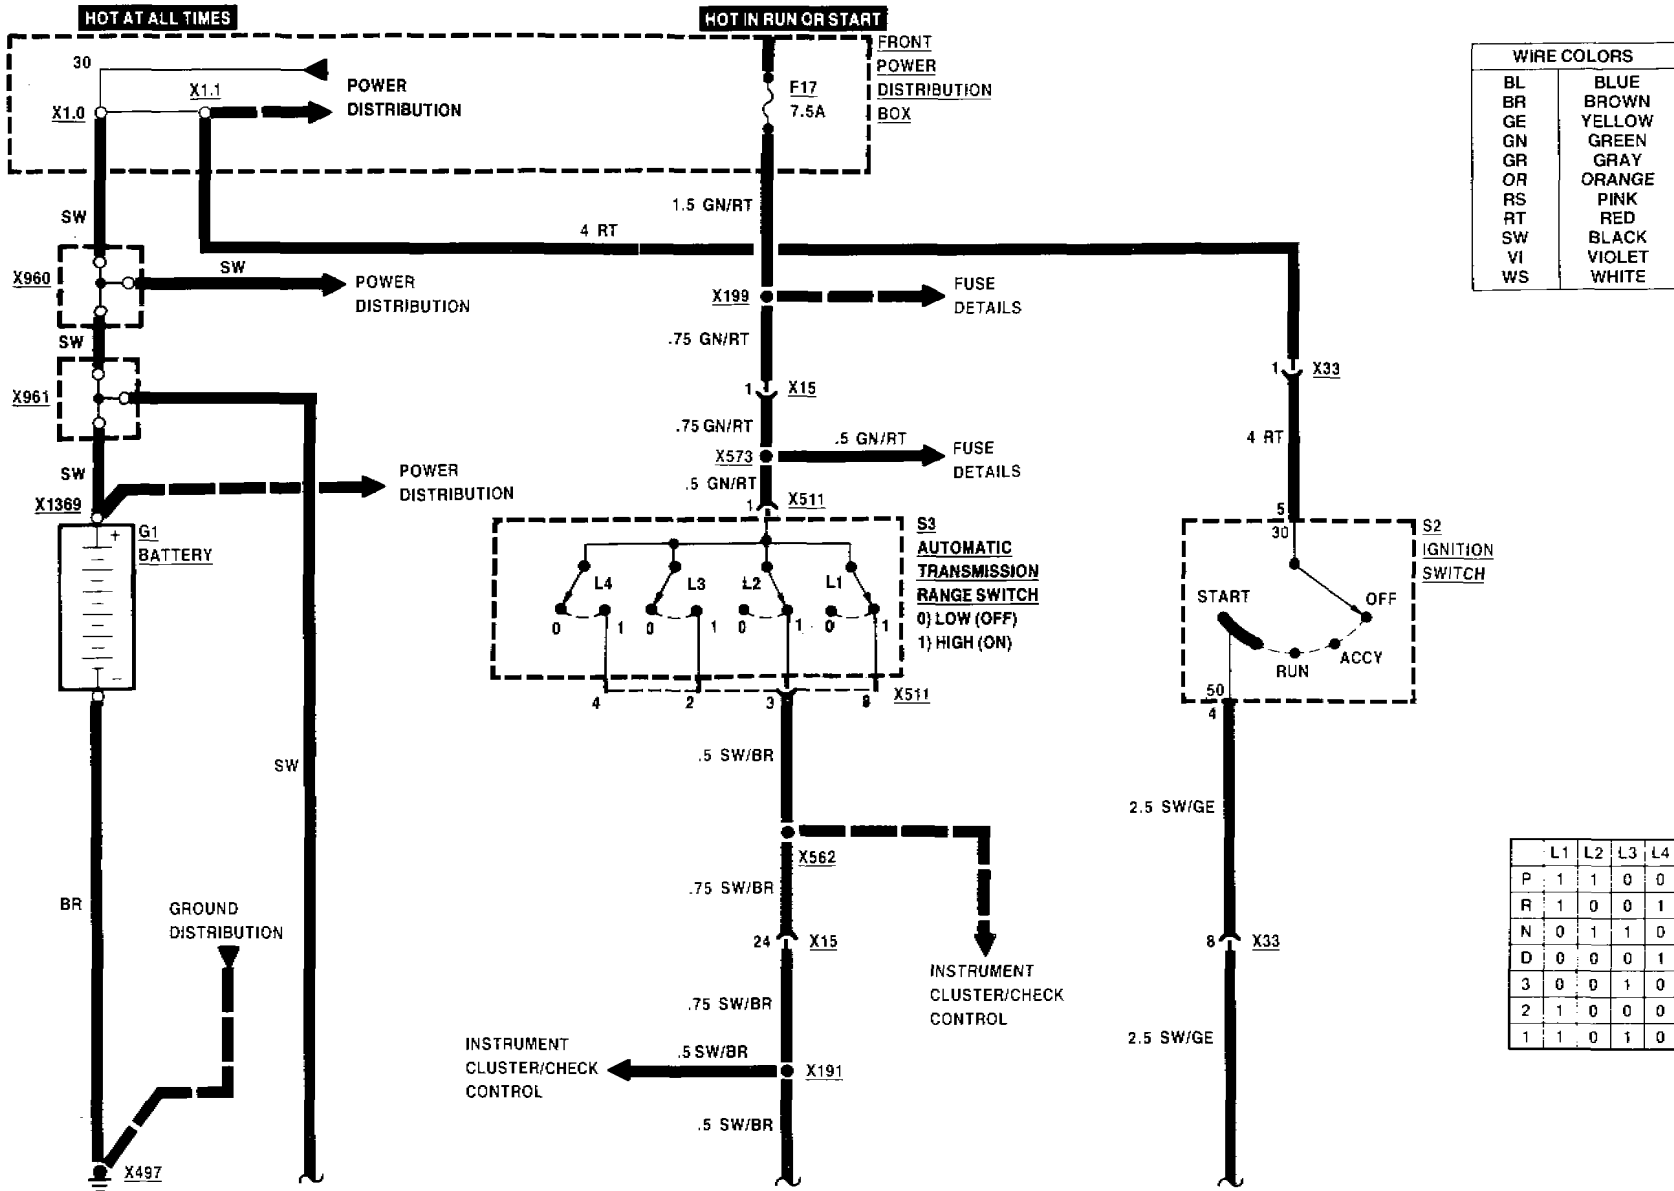 HOT AT ALL TIMES
HOT IN RUN OR START
30
X1.0
X1.1
POWER
DISTRIBUTION
F17
7.5A
FRONT
POWER
DISTRIBUTION
BOX
WIRE COLORS
BL BLUE
BR BROWN
GE YELLOW
GN GREEN
GR GRAY
OR ORANGE
RS PINK
RT RED
SW BLACK
VI VIOLET
WS WHITE
SW
1.5 GN/RT
4 RT
X960
SW
POWER
DISTRIBUTION
X199
FUSE
DETAILS
SW
.75 GN/RT
X961
1 X15
1 X33
.75 GN/RT
.5 GN/RT
4 RT
X573
FUSE
DETAILS
SW
POWER
DISTRIBUTION
.5 GN/RT
X1369
1 X511
G1
BATTERY
+
-
S3
AUTOMATIC
TRANSMISSION
RANGE SWITCH
0) LOW (OFF)
1) HIGH (ON)
L4 L3 L2 L1
0 1 0 1 0 1 0 1
4 2 3 8 X511
5
30
S2
IGNITION
SWITCH
START
OFF
ACCY
RUN
50
4
SW
.5 SW/BR
2.5 SW/GE
X562
.75 SW/BR
L1 L2 L3 L4
P 1 1 0 0
R 1 0 0 1
N 0 1 1 0
D 0 0 0 1
3 0 0 1 0
2 1 0 0 0
1 1 0 1 0
BR
GROUND
DISTRIBUTION
24 X15
8 X33
INSTRUMENT
CLUSTER/CHECK
CONTROL
.75 SW/BR
2.5 SW/GE
INSTRUMENT
CLUSTER/CHECK
CONTROL
.5 SW/BR
X191
.5 SW/BR
X497